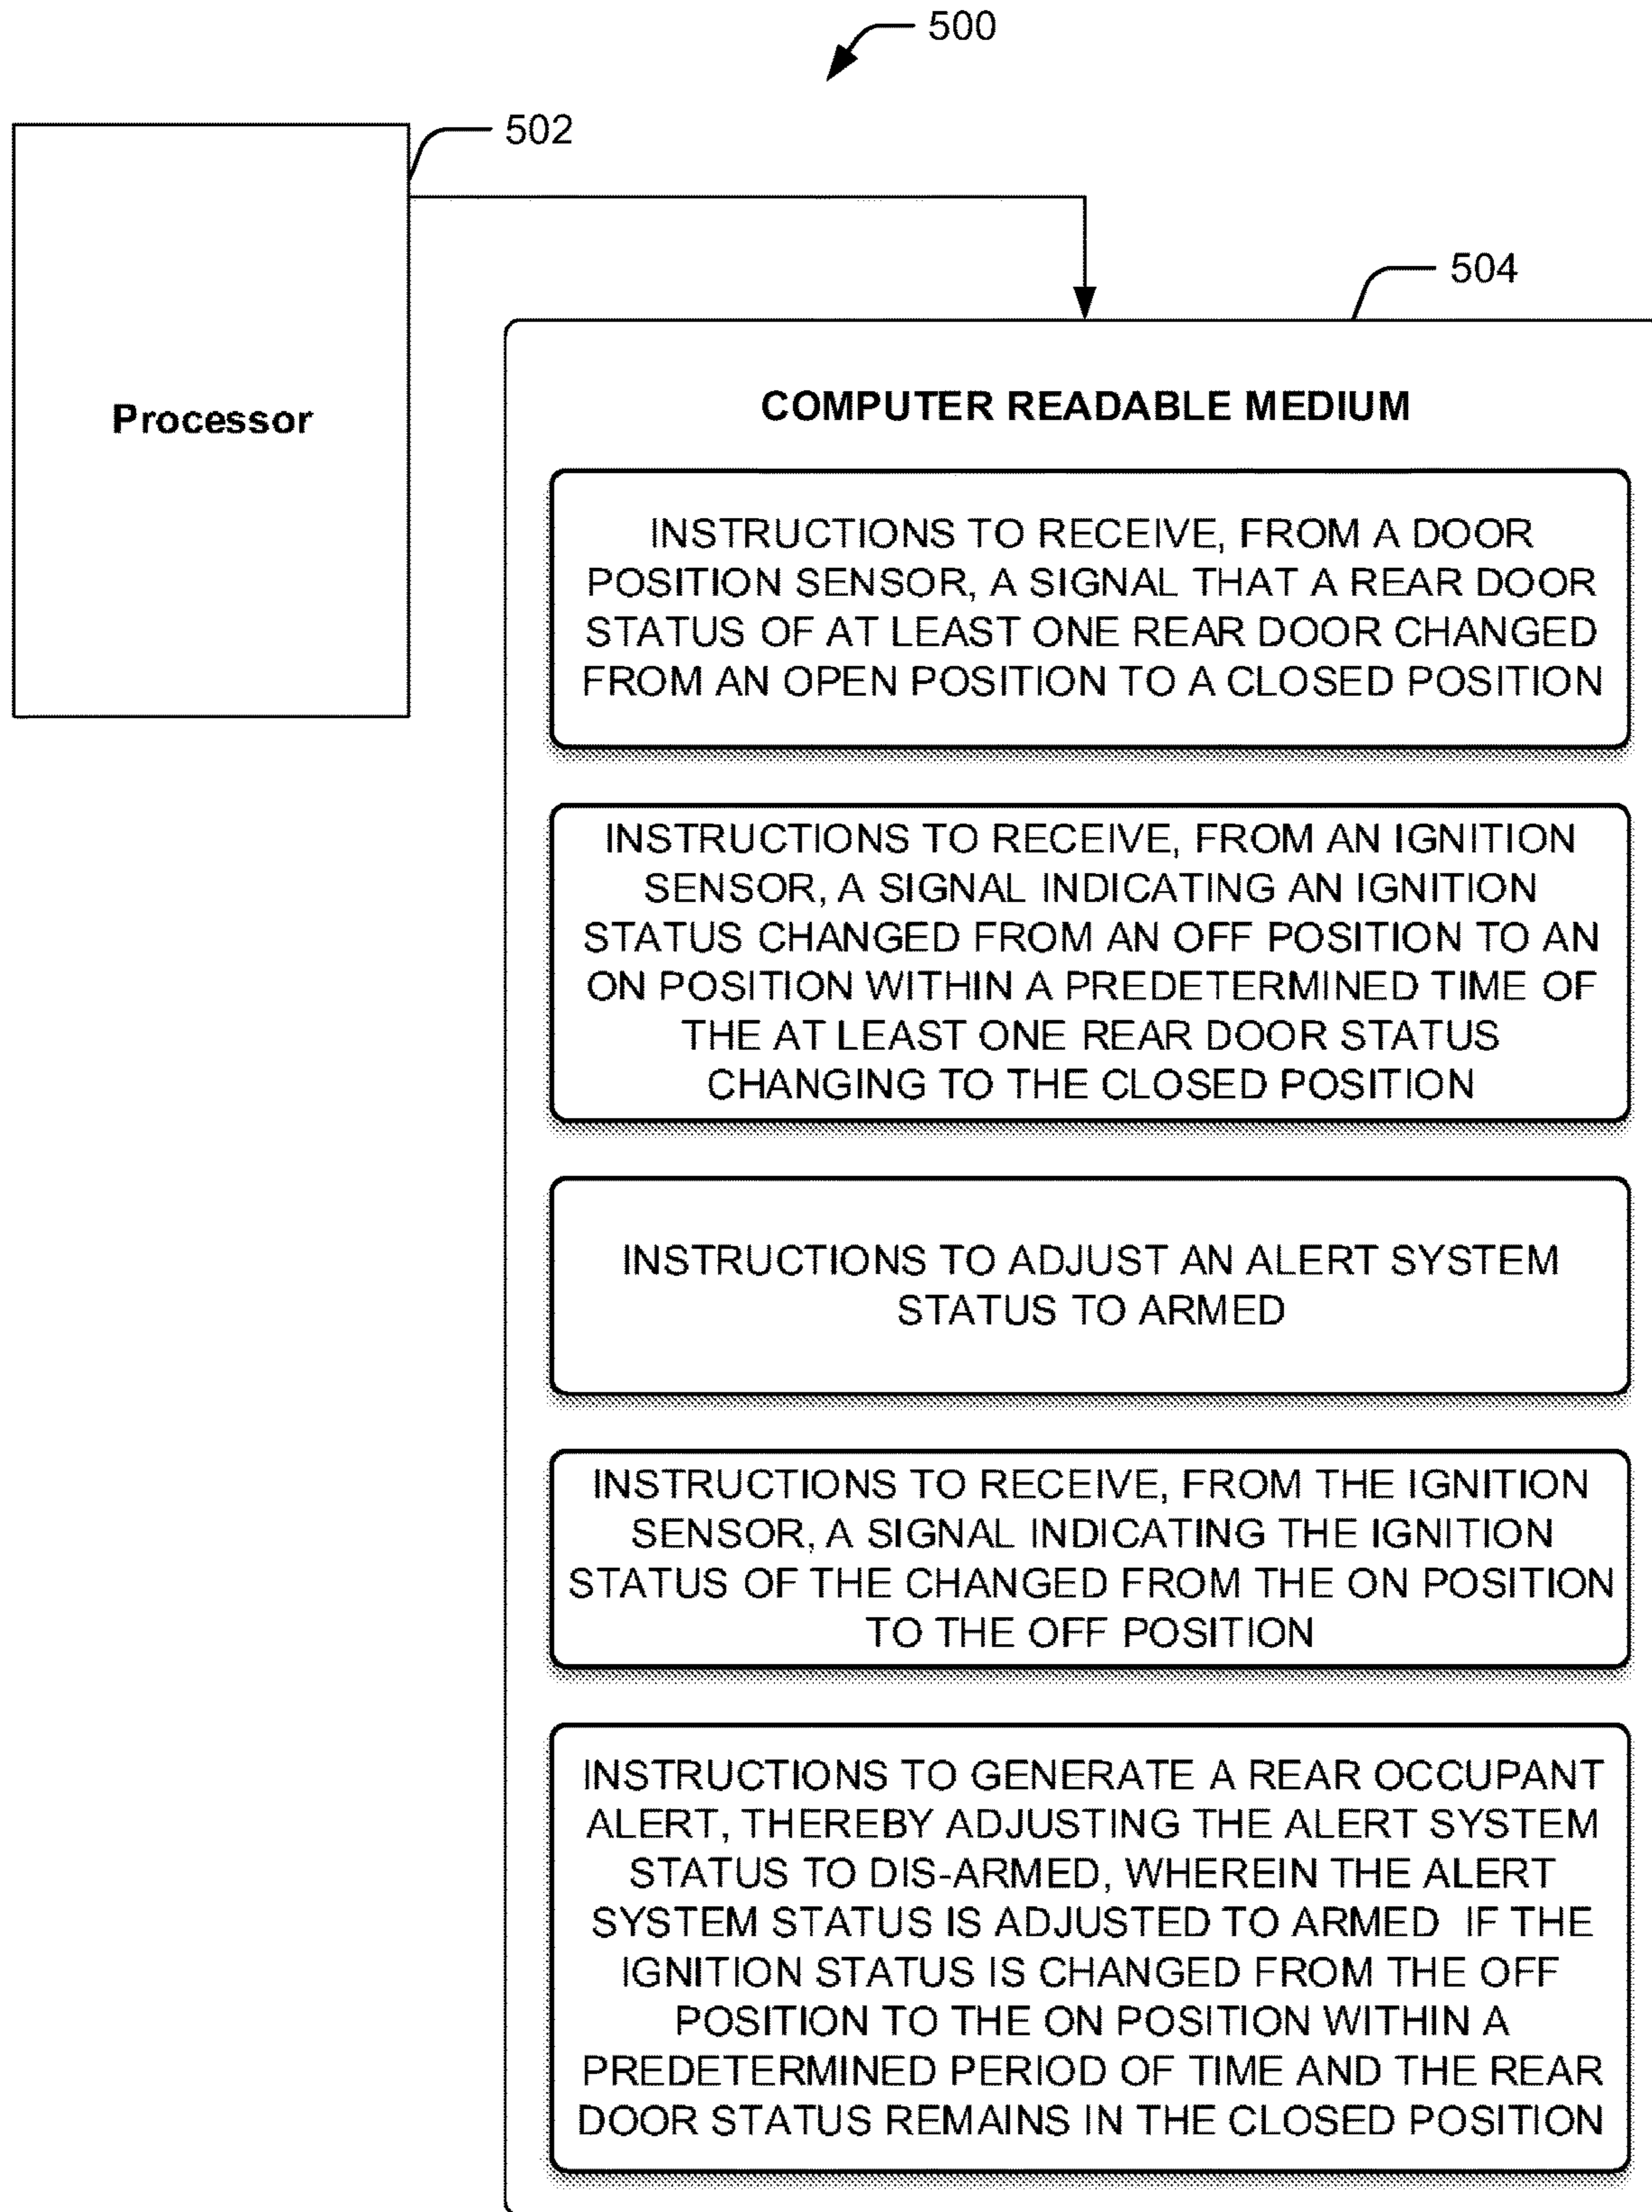 500
502
504
Processor
COMPUTER READABLE MEDIUM
INSTRUCTIONS TO RECEIVE, FROM A DOOR
POSITION SENSOR, A SIGNAL THAT A REAR DOOR
STATUS OF AT LEAST ONE REAR DOOR CHANGED
FROM AN OPEN POSITION TO A CLOSED POSITION
INSTRUCTIONS TO RECEIVE, FROM AN IGNITION
SENSOR, A SIGNAL INDICATING AN IGNITION
STATUS CHANGED FROM AN OFF POSITION TO AN
ON POSITION WITHIN A PREDETERMINED TIME OF
THE AT LEAST ONE REAR DOOR STATUS
CHANGING TO THE CLOSED POSITION
INSTRUCTIONS TO ADJUST AN ALERT SYSTEM
STATUS TO ARMED
INSTRUCTIONS TO RECEIVE, FROM THE IGNITION
SENSOR, A SIGNAL INDICATING THE IGNITION
STATUS OF THE CHANGED FROM THE ON POSITION
TO THE OFF POSITION
INSTRUCTIONS TO GENERATE A REAR OCCUPANT
ALERT, THEREBY ADJUSTING THE ALERT SYSTEM
STATUS TO DIS-ARMED, WHEREIN THE ALERT
SYSTEM STATUS IS ADJUSTED TO ARMED IF THE
IGNITION STATUS IS CHANGED FROM THE OFF
POSITION TO THE ON POSITION WITHIN A
PREDETERMINED PERIOD OF TIME AND THE REAR
DOOR STATUS REMAINS IN THE CLOSED POSITION